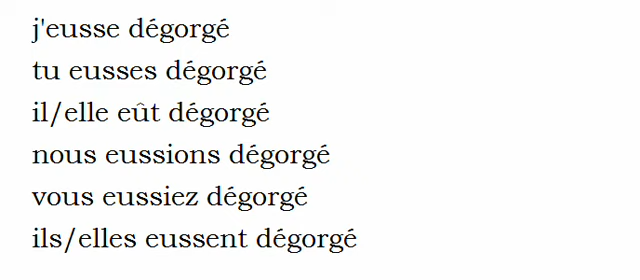 j'eusse dégorgé
tu eusses dégorgé
il/elle eût dégorgé
nous eussions dégorgé
vous eussiez dégorgé
ils/elles eussent dégorgé